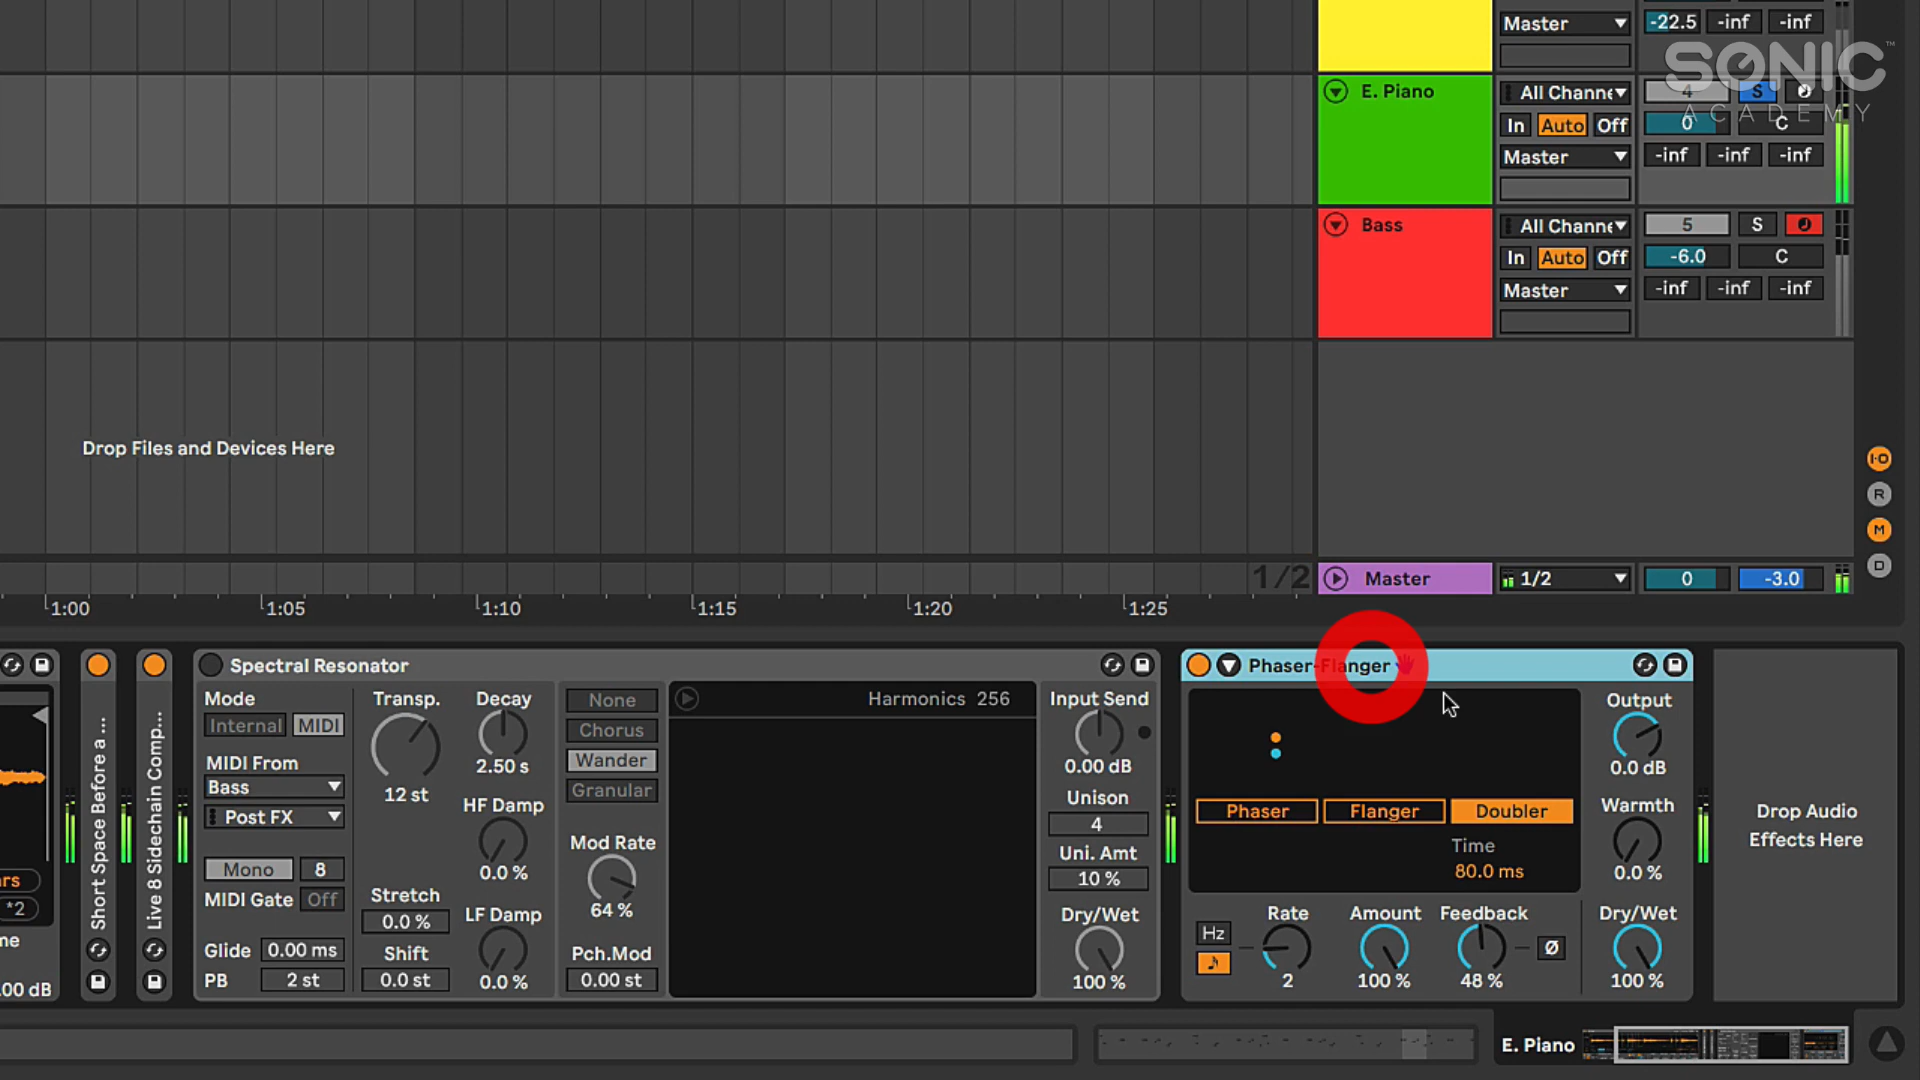 Master
-22.5 -inf -inf
SONIC™
ACADEMY
E. Piano
All Channe
4 S
In Auto Off
0 C
Master
-inf -inf -inf
Bass
All Channe
5 S
In Auto Off
-6.0 C
Master
-inf -inf -inf
Drop Files and Devices Here
I·O
R
M
D
1/2
Master
1/2
0 -3.0
1:00 1:05 1:10 1:15 1:20 1:25
ars
*2
me
.00 dB
Short Space Before a ...
Live 8 Sidechain Comp...
Spectral Resonator
Mode
Internal MIDI
MIDI From
Bass
Post FX
Mono 8
MIDI Gate Off
Glide 0.00 ms
PB 2 st
Transp.
12 st
Stretch
0.0 %
Shift
0.0 st
Decay
2.50 s
HF Damp
0.0 %
LF Damp
0.0 %
None
Chorus
Wander
Granular
Mod Rate
64 %
Pch.Mod
0.00 st
Harmonics 256
Input Send
0.00 dB
Unison
4
Uni. Amt
10 %
Dry/Wet
100 %
Phaser-Flanger
Phaser Flanger Doubler
Time
80.0 ms
Hz
Rate
2
Amount
100 %
Feedback
48 %
Ø
Output
0.0 dB
Warmth
0.0 %
Dry/Wet
100 %
Drop Audio
Effects Here
E. Piano